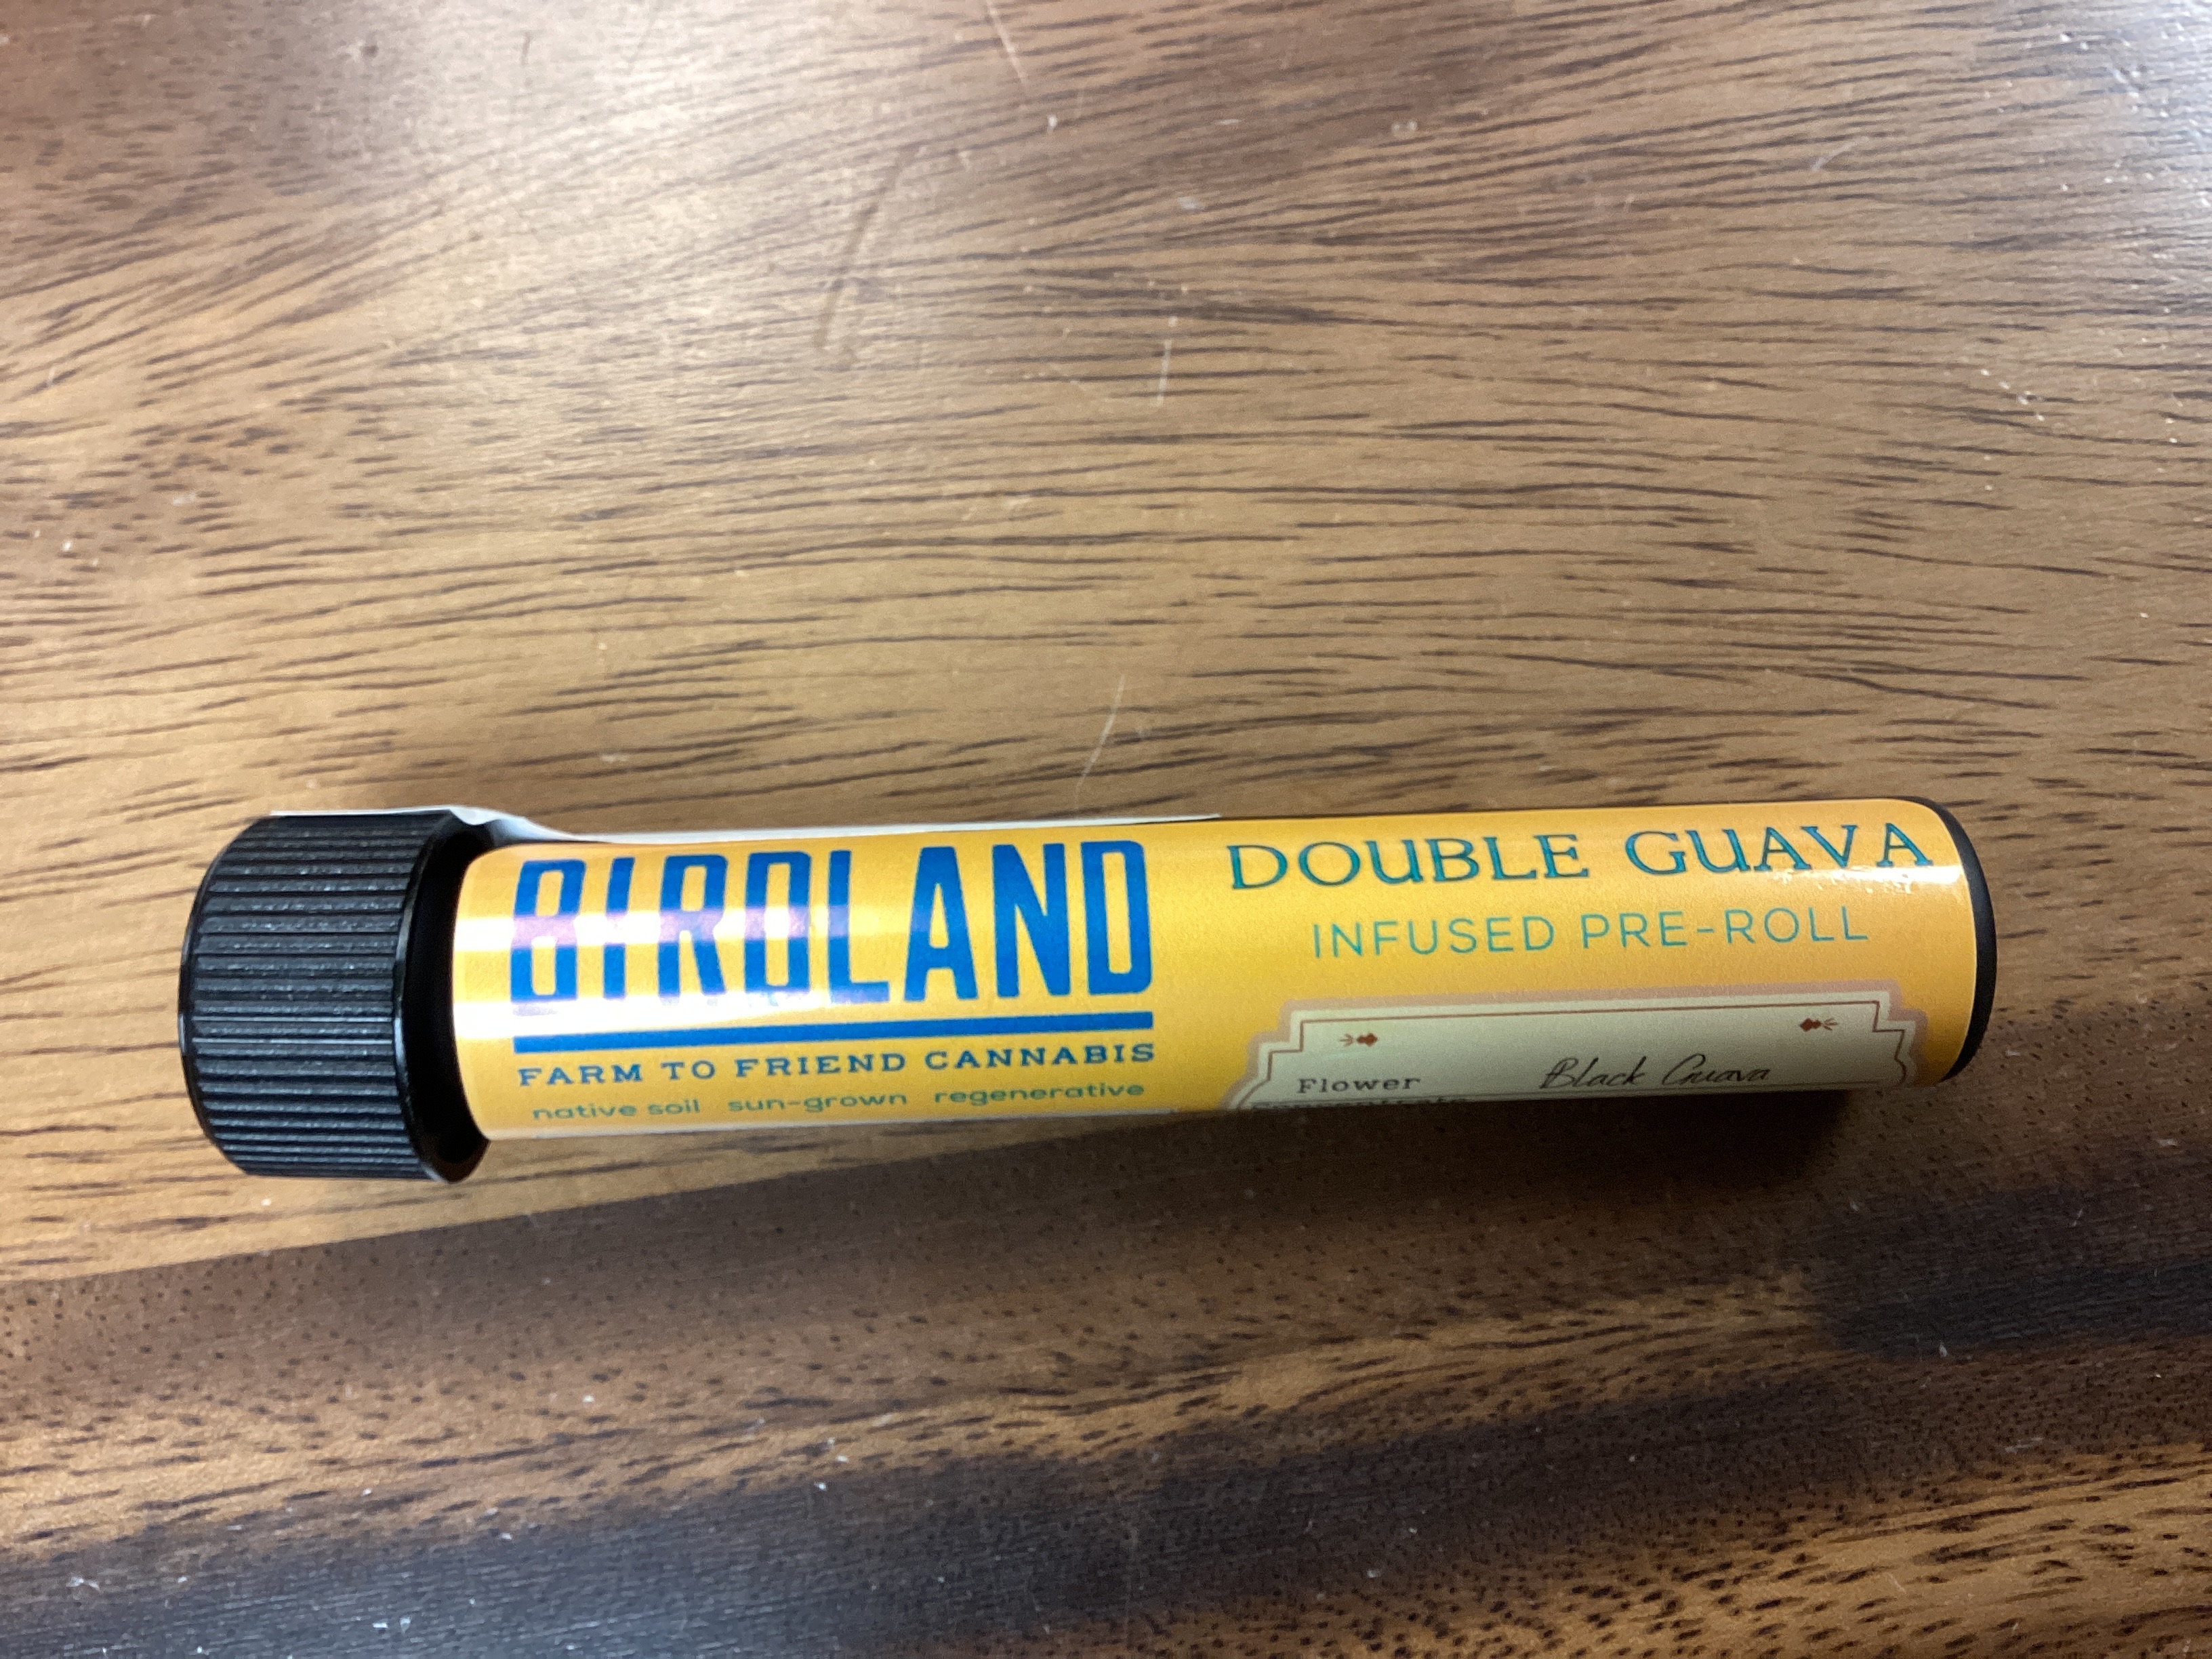 BIRDLAND
FARM TO FRIEND CANNABIS
native soil sun-grown regenerative
DOUBLE GUAVA
INFUSED PRE-ROLL
Flower Black Guava